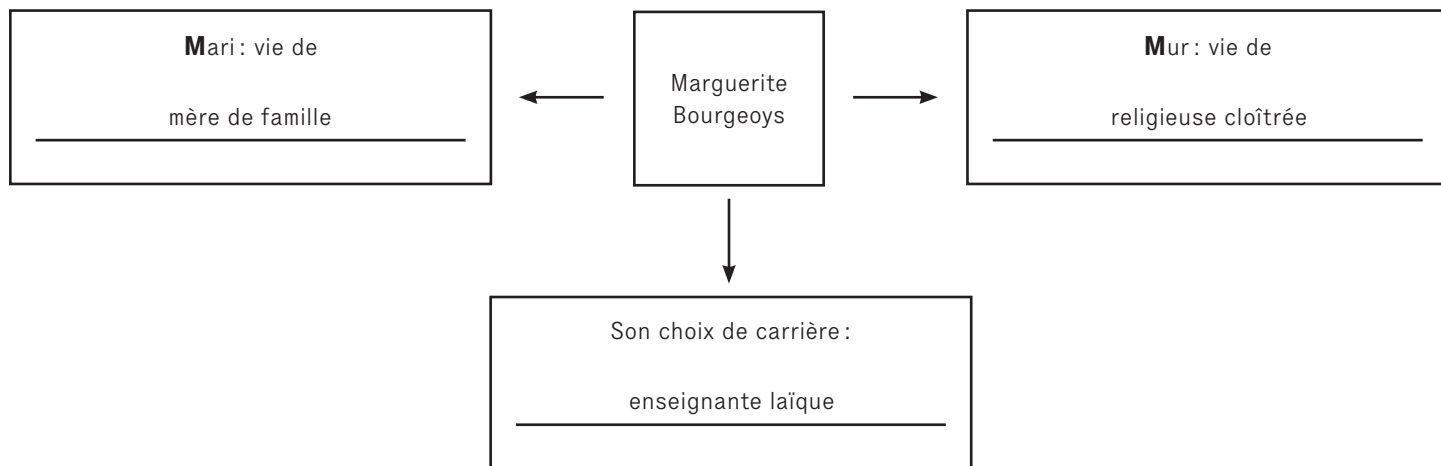 Mari : vie de
mère de famille
Marguerite
Bourgeoys
Mur : vie de
religieuse cloîtrée
Son choix de carrière :
enseignante laïque